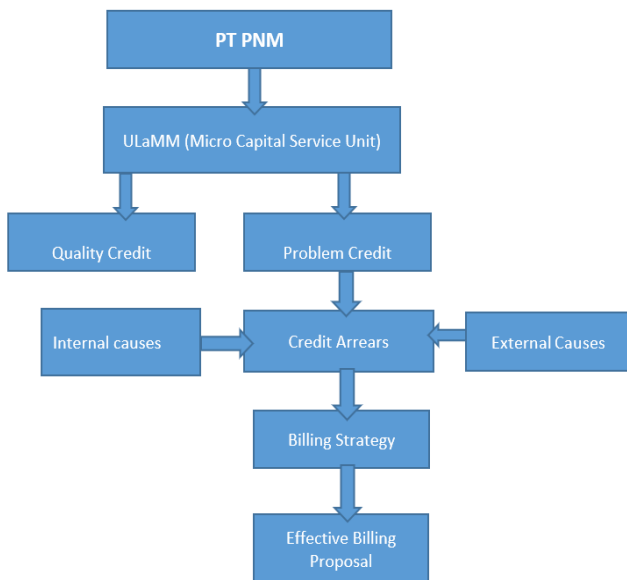 PT PNM
ULaMM (Micro Capital Service Unit)
Quality Credit
Problem Credit
Internal causes
Credit Arrears
External Causes
Billing Strategy
Effective Billing
Proposal